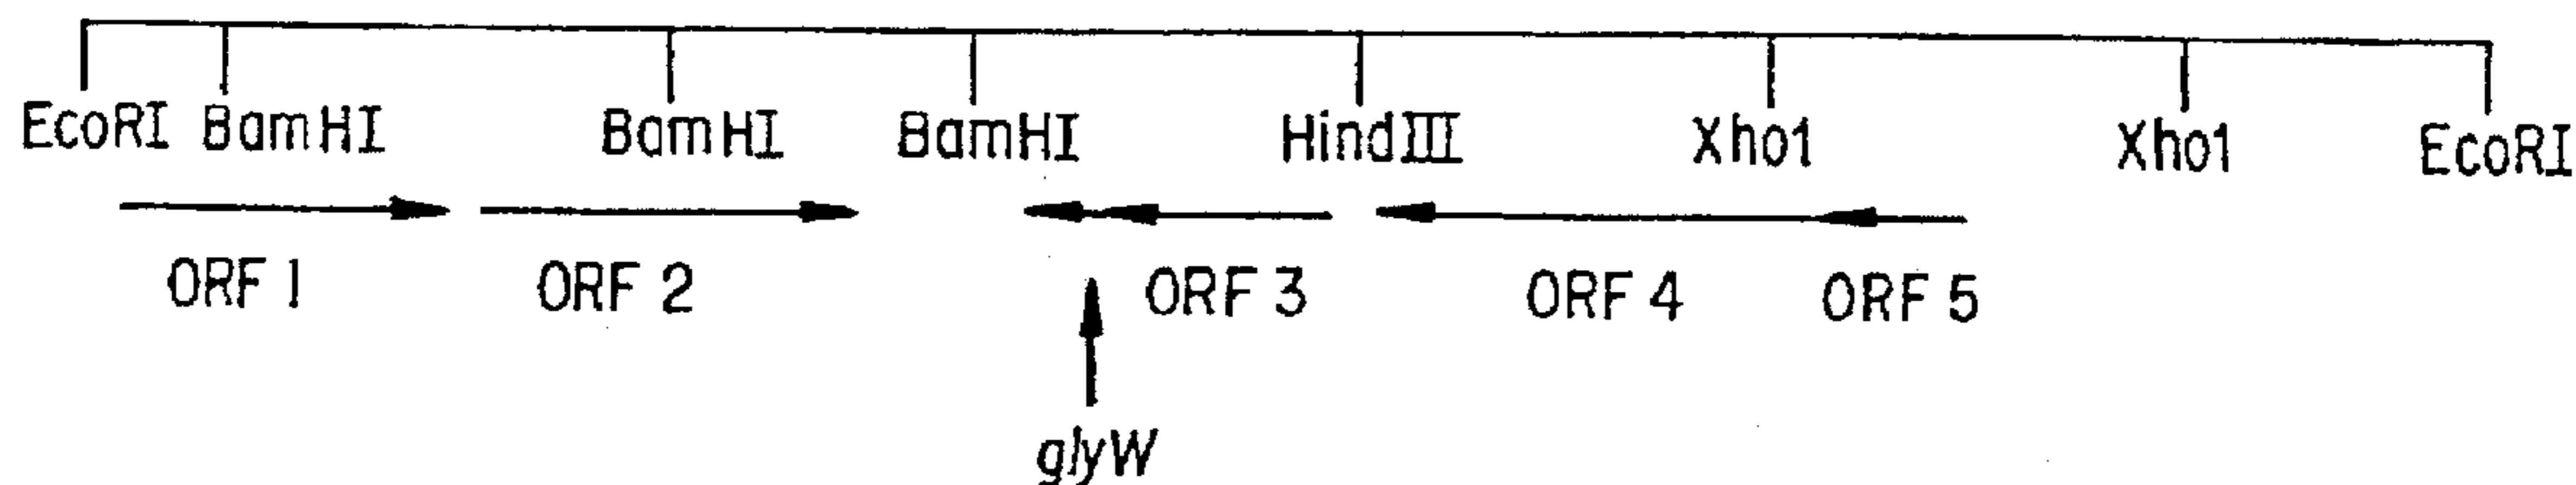 EcoRI BamHI BamHI BamHI HindIII Xho1 Xho1 EcoRI
ORF 1 ORF 2 ORF 3 ORF 4 ORF 5
glyW